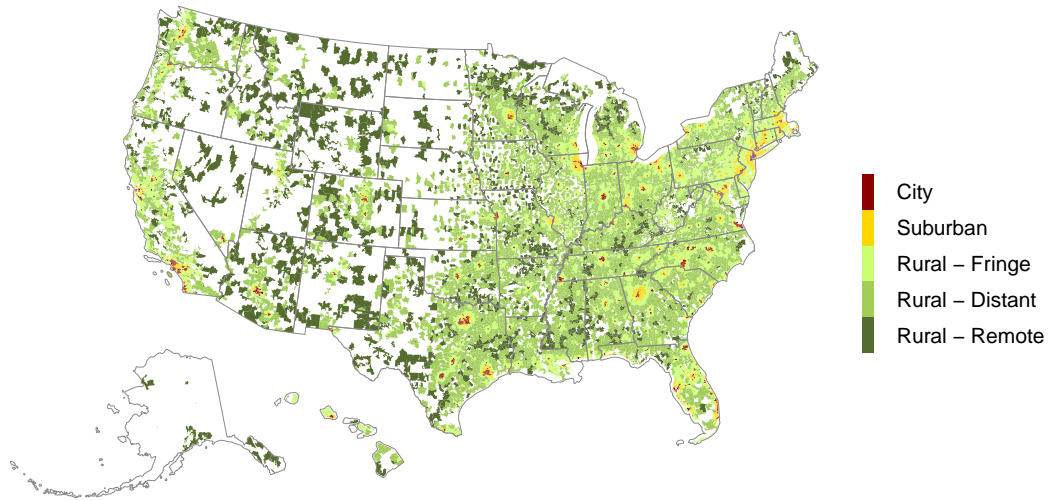 City
Suburban
Rural − Fringe
Rural − Distant
Rural − Remote